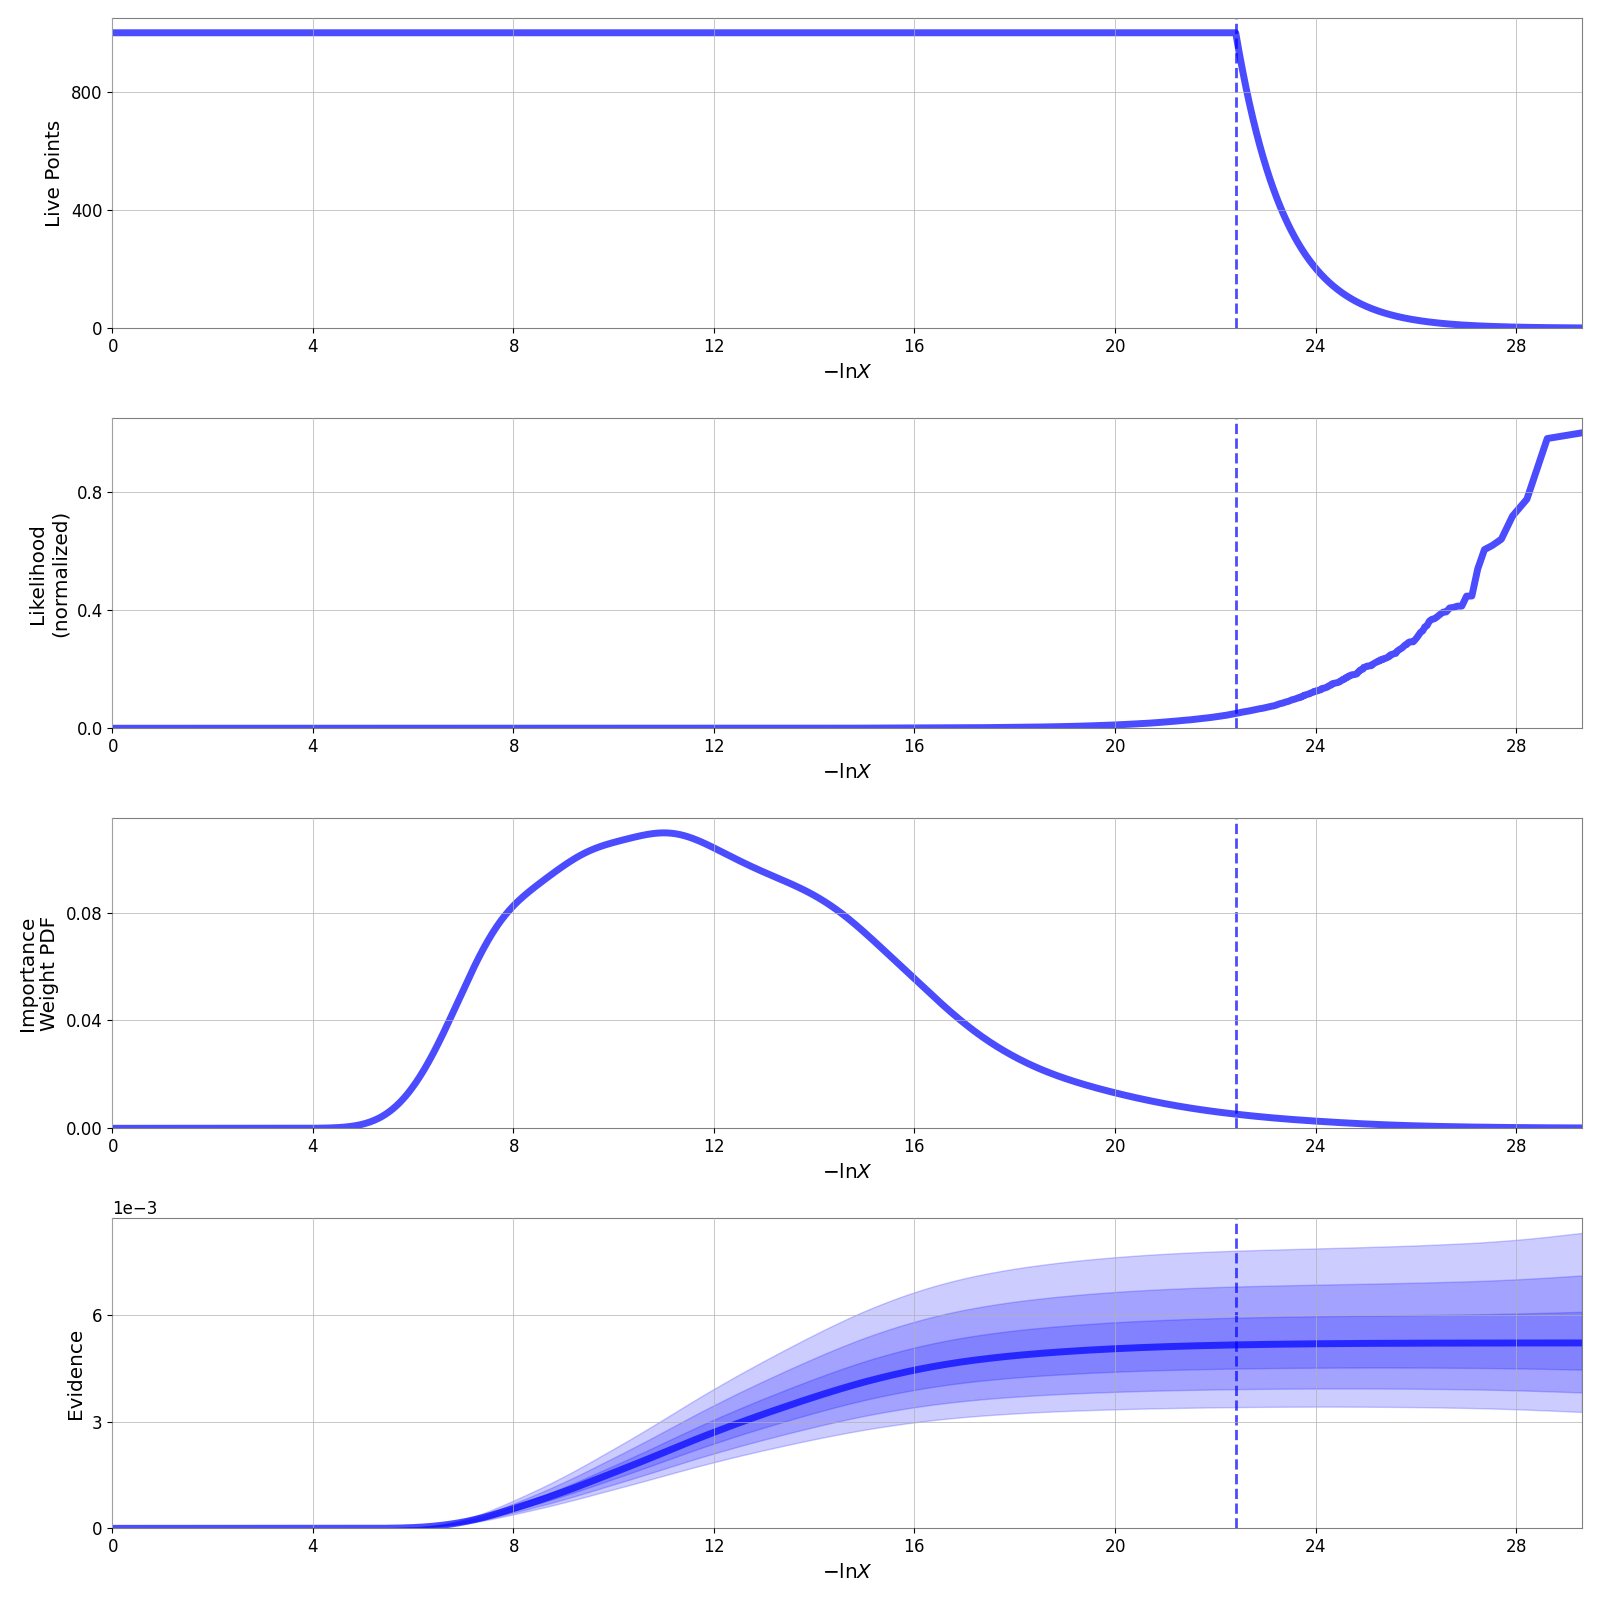 800
400
0
Live Points
0 4 8 12 16 20 24 28
−lnX
0.8
0.4
0.0
Likelihood
(normalized)
0 4 8 12 16 20 24 28
−lnX
0.08
0.04
0.00
Importance
Weight PDF
0 4 8 12 16 20 24 28
−lnX
1e−3
6
3
0
Evidence
0 4 8 12 16 20 24 28
−lnX